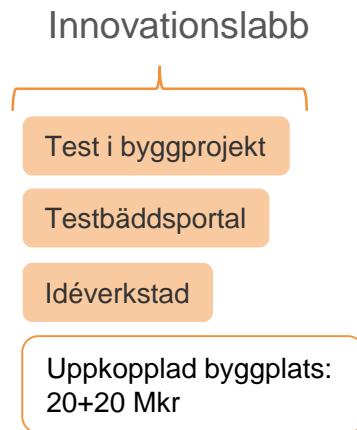 Innovationslabb
Test i byggprojekt
Testbäddsportal
Idéverkstad
Uppkopplad byggplats:
20+20 Mkr